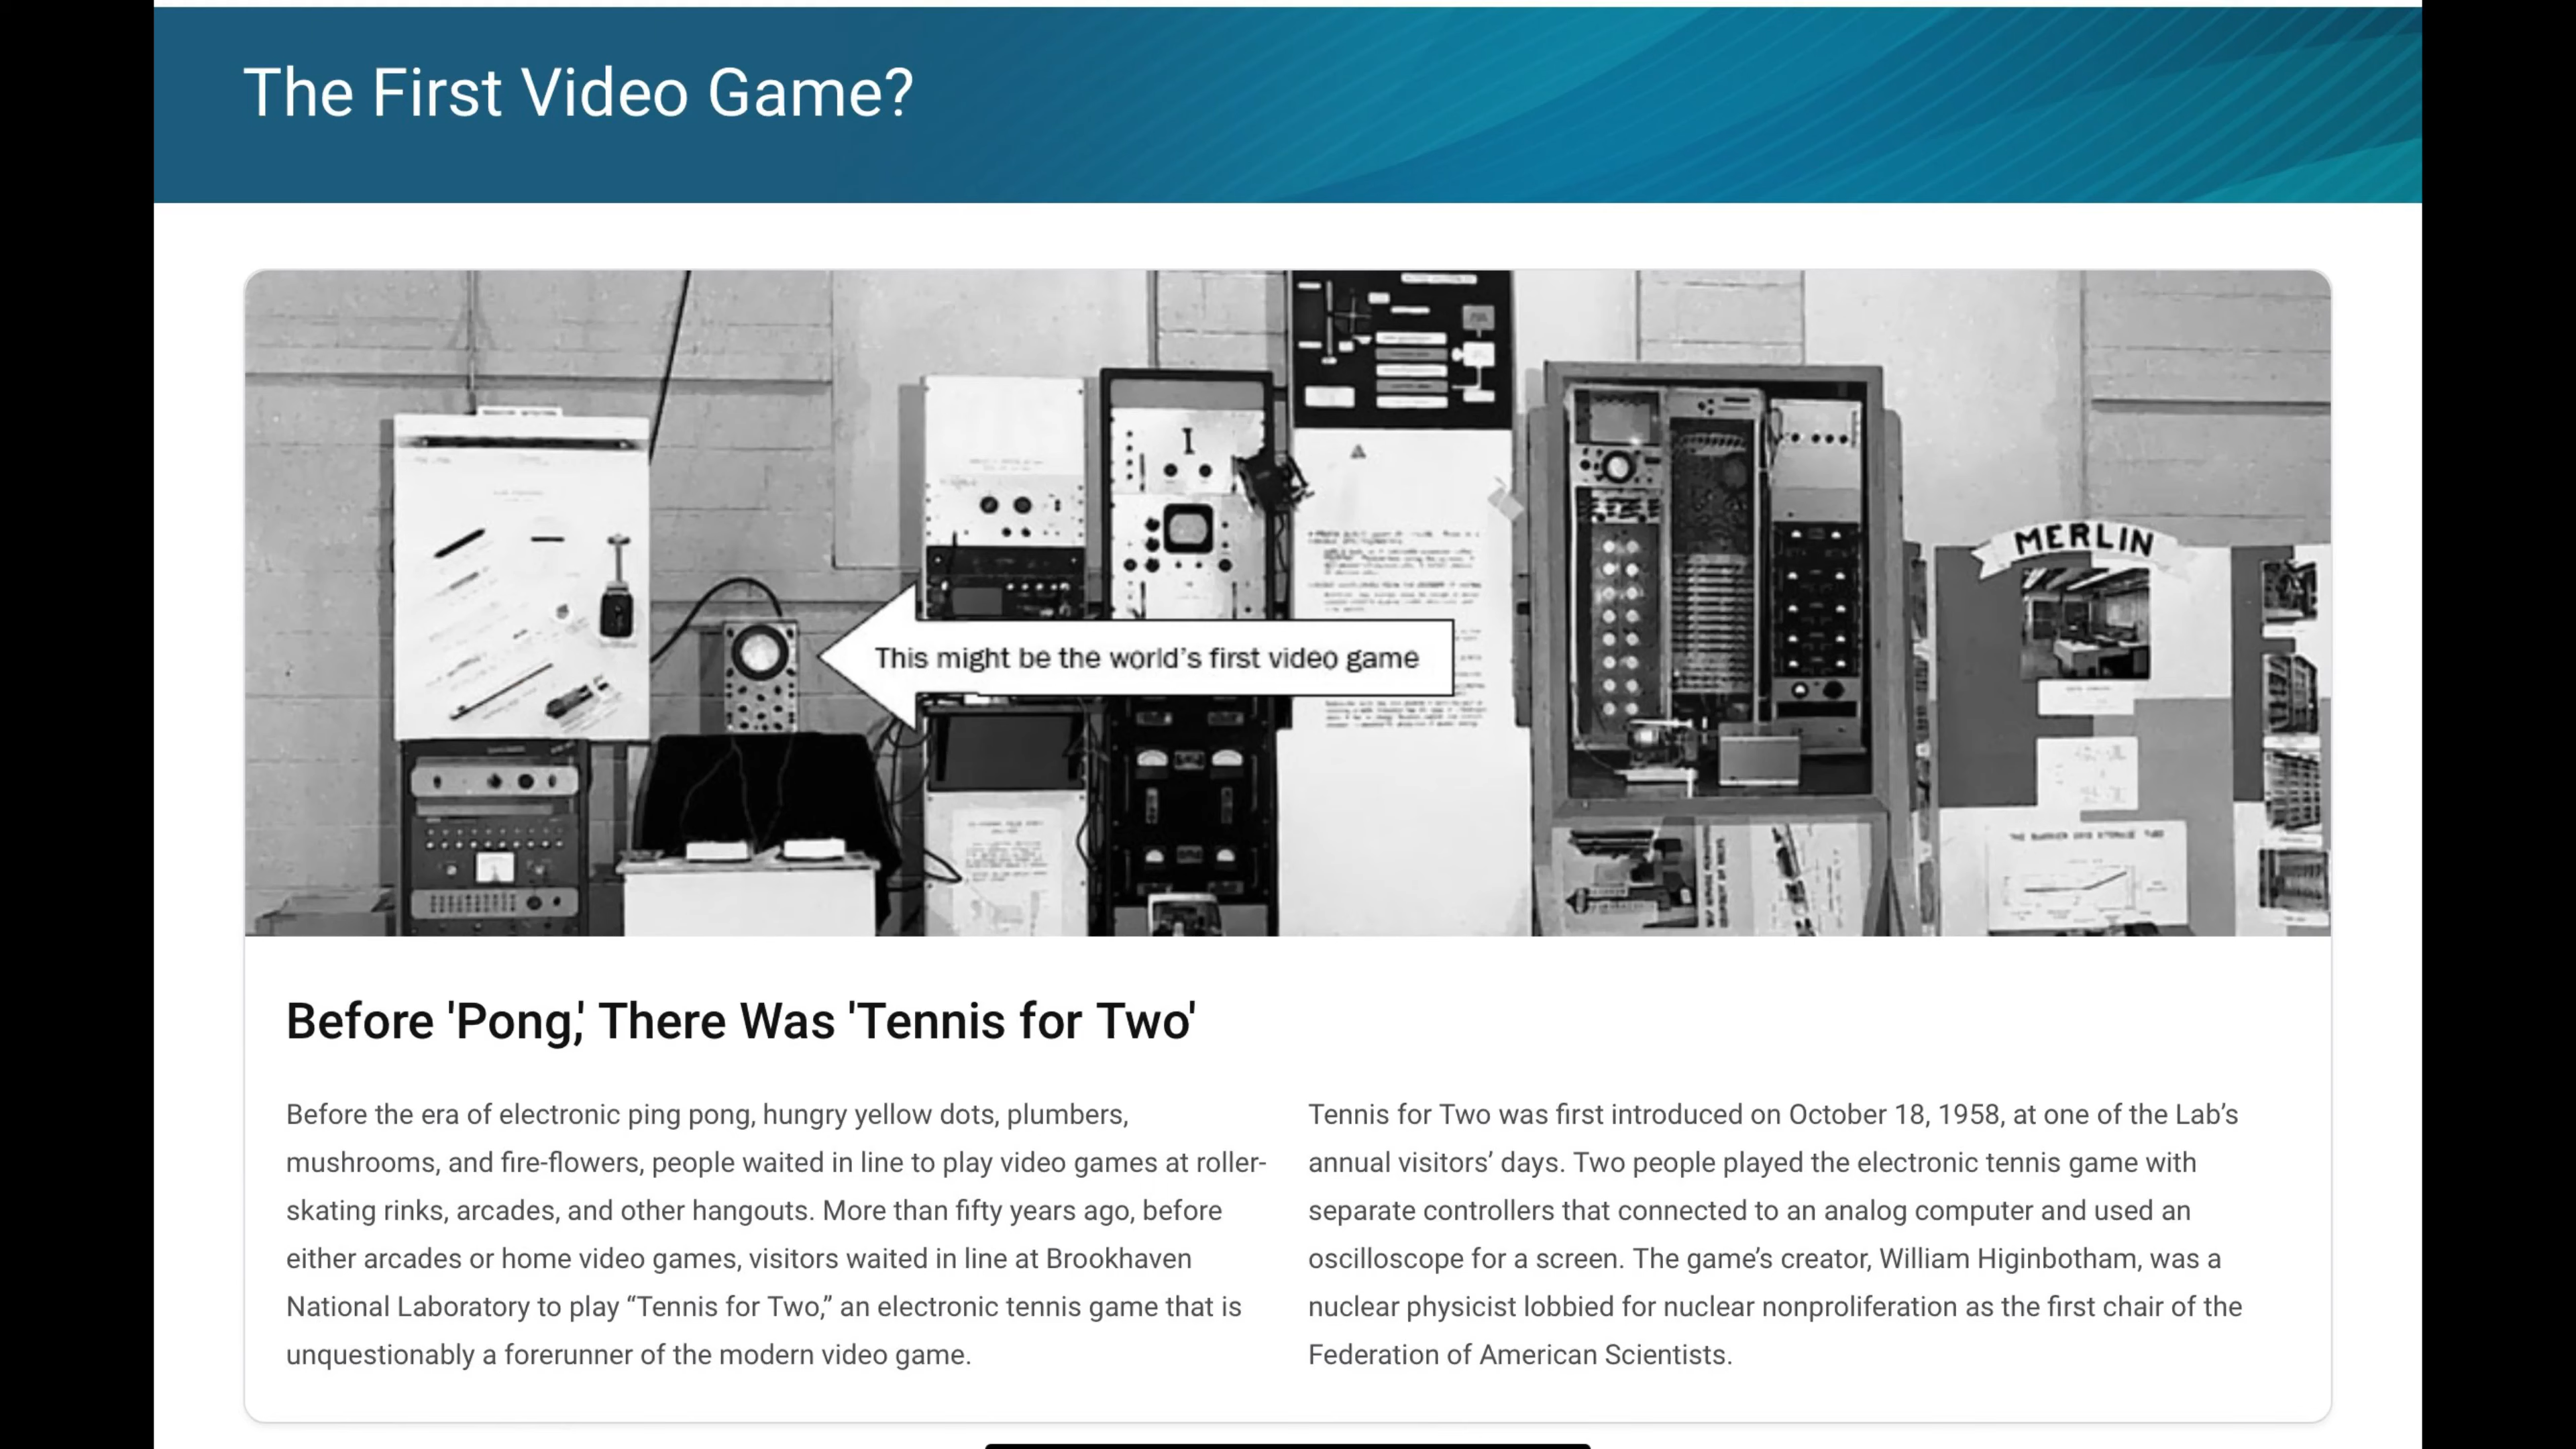 The First Video Game?
MERLIN
This might be the world's first video game
Before 'Pong,' There Was 'Tennis for Two'
Before the era of electronic ping pong, hungry yellow dots, plumbers,
mushrooms, and fire-flowers, people waited in line to play video games at roller-
skating rinks, arcades, and other hangouts. More than fifty years ago, before
either arcades or home video games, visitors waited in line at Brookhaven
National Laboratory to play “Tennis for Two,” an electronic tennis game that is
unquestionably a forerunner of the modern video game.
Tennis for Two was first introduced on October 18, 1958, at one of the Lab’s
annual visitors’ days. Two people played the electronic tennis game with
separate controllers that connected to an analog computer and used an
oscilloscope for a screen. The game’s creator, William Higinbotham, was a
nuclear physicist lobbied for nuclear nonproliferation as the first chair of the
Federation of American Scientists.